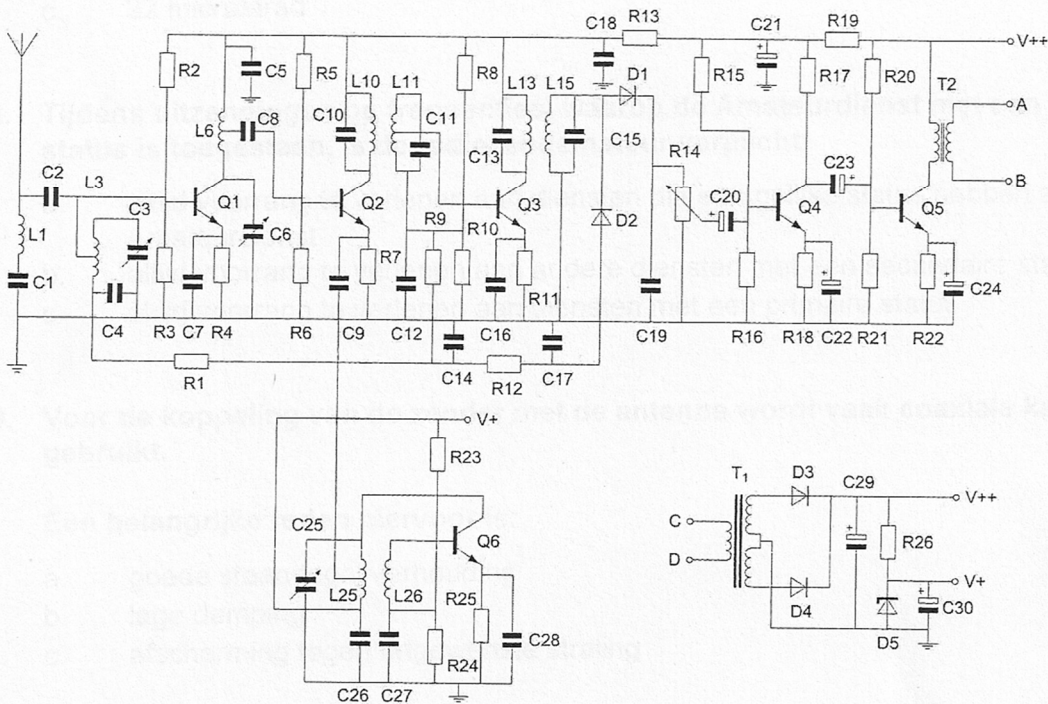 C18 R13 C21 R19
V++
R2 C5 R5 L10 L11 R8 L13 L15 D1 R15 R17 R20 T2
A
L6 C8 C10 C11 C15 C23
C2 L3 C13 R14 B
C3 Q1 Q2 R9 Q3 C20 Q4 Q5
L1 C6 R10 D2
R7
C1 R11 C24
C4 R3 C7 R4 R6 C9 C12 C16 C19 R16 R18 C22 R21 R22
R1 C14 R12 C17
V+
R23
T1 D3 C29
V++
C25 Q6 C
D R26
V+
L25 L26 R25 D4 C30
D5
R24 C28
C26 C27